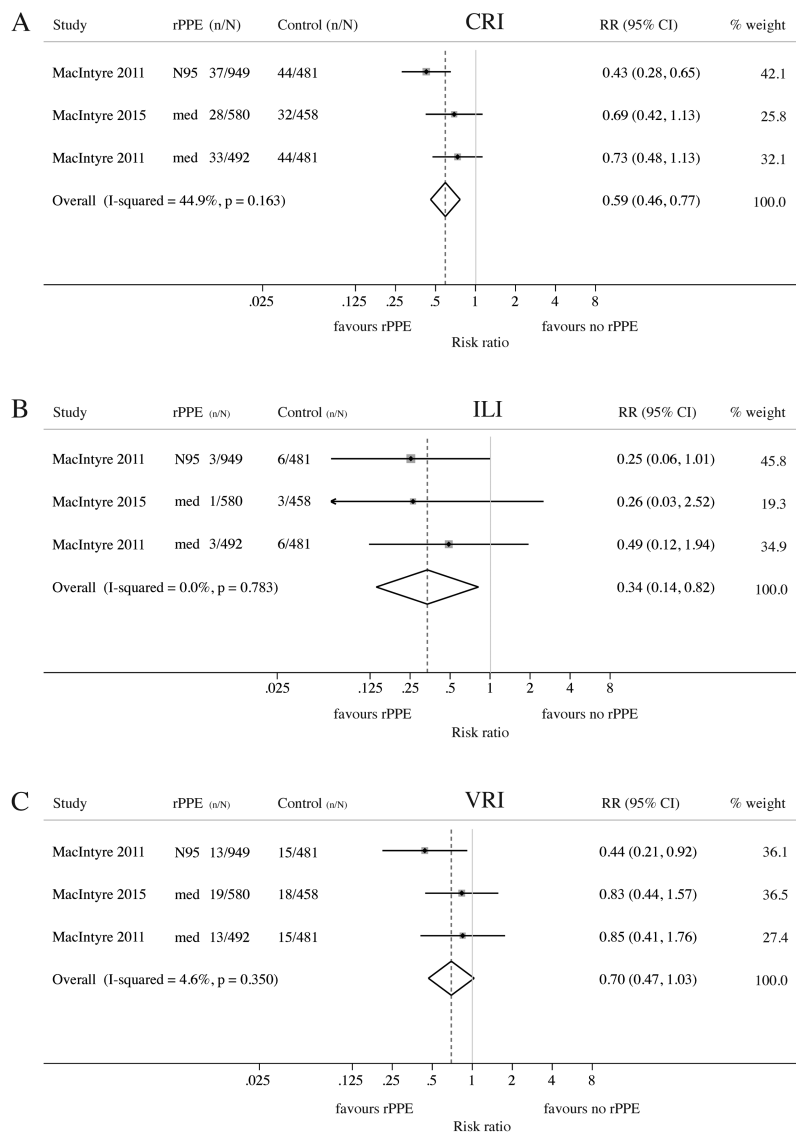 A
CRI
Study rPPE (n/N) Control (n/N) RR (95% CI) % weight
MacIntyre 2011 N95 37/949 44/481 0.43 (0.28, 0.65) 42.1
MacIntyre 2015 med 28/580 32/458 0.69 (0.42, 1.13) 25.8
MacIntyre 2011 med 33/492 44/481 0.73 (0.48, 1.13) 32.1
Overall (I-squared = 44.9%, p = 0.163) 0.59 (0.46, 0.77) 100.0
.025 .125 .25 .5 1 2 4 8
favours rPPE favours no rPPE
Risk ratio
B
ILI
Study rPPE (n/N) Control (n/N) RR (95% CI) % weight
MacIntyre 2011 N95 3/949 6/481 0.25 (0.06, 1.01) 45.8
MacIntyre 2015 med 1/580 3/458 0.26 (0.03, 2.52) 19.3
MacIntyre 2011 med 3/492 6/481 0.49 (0.12, 1.94) 34.9
Overall (I-squared = 0.0%, p = 0.783) 0.34 (0.14, 0.82) 100.0
.025 .125 .25 .5 1 2 4 8
favours rPPE favours no rPPE
Risk ratio
C
VRI
Study rPPE (n/N) Control (n/N) RR (95% CI) % weight
MacIntyre 2011 N95 13/949 15/481 0.44 (0.21, 0.92) 36.1
MacIntyre 2015 med 19/580 18/458 0.83 (0.44, 1.57) 36.5
MacIntyre 2011 med 13/492 15/481 0.85 (0.41, 1.76) 27.4
Overall (I-squared = 4.6%, p = 0.350) 0.70 (0.47, 1.03) 100.0
.025 .125 .25 .5 1 2 4 8
favours rPPE favours no rPPE
Risk ratio